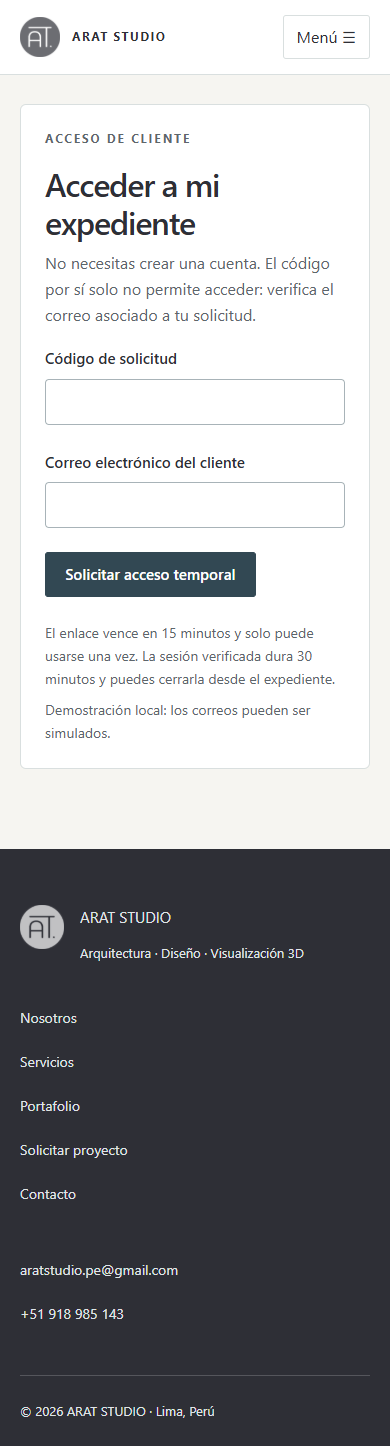 AT.
ARAT STUDIO
Menú ☰
ACCESO DE CLIENTE
Acceder a mi
expediente
No necesitas crear una cuenta. El código
por sí solo no permite acceder: verifica el
correo asociado a tu solicitud.
Código de solicitud
Correo electrónico del cliente
Solicitar acceso temporal
El enlace vence en 15 minutos y solo puede
usarse una vez. La sesión verificada dura 30
minutos y puedes cerrarla desde el expediente.
Demostración local: los correos pueden ser
simulados.
AT.
ARAT STUDIO
Arquitectura · Diseño · Visualización 3D
Nosotros
Servicios
Portafolio
Solicitar proyecto
Contacto
aratstudio.pe@gmail.com
+51 918 985 143
© 2026 ARAT STUDIO · Lima, Perú